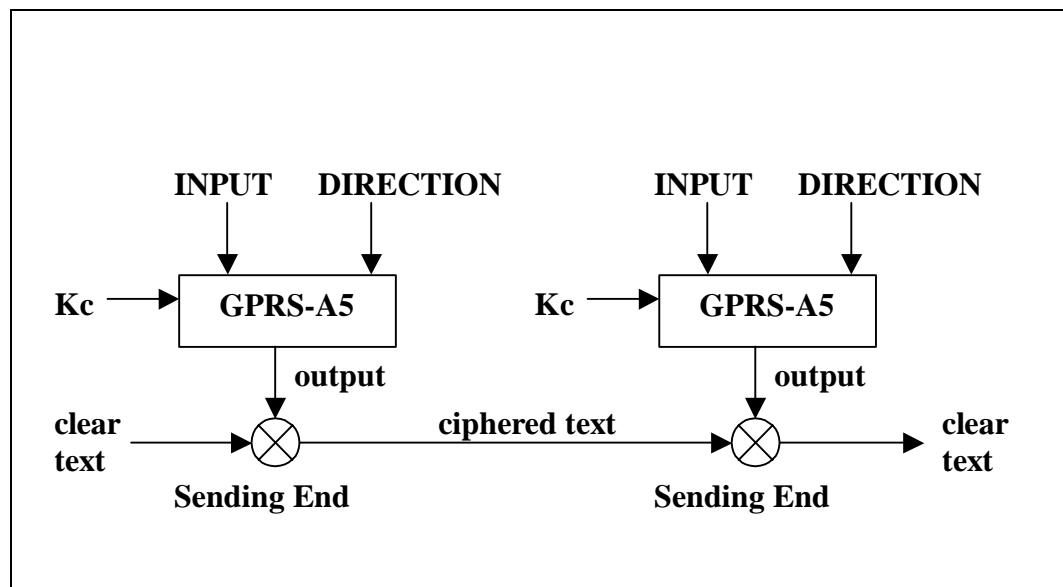 INPUT DIRECTION INPUT DIRECTION
Kc GPRS-A5 Kc GPRS-A5
output output
clear text ciphered text clear text
Sending End Sending End